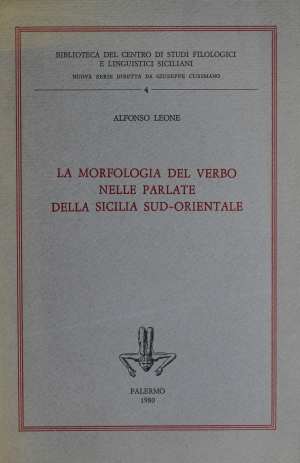 BIBLIOTECA DEL CENTRO DI STUDI FILOLOGICI
E LINGUISTICI SICILIANI
NUOVA SERIE DIRETTA DA GIUSEPPE CUSIMANO
4
ALFONSO LEONE
LA MORFOLOGIA DEL VERBO
NELLE PARLATE
DELLA SICILIA SUD-ORIENTALE
PALERMO
1980